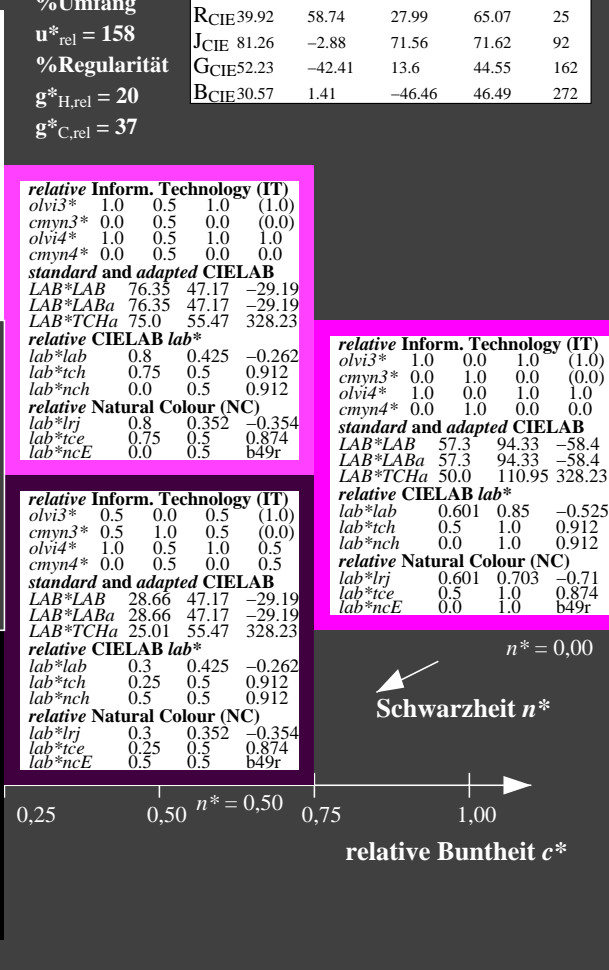 %Umfang
u*rel = 158
%Regularität
g*H,rel = 20
g*C,rel = 37
RCIE 39.92 58.74 27.99 65.07 25
JCIE 81.26 −2.88 71.56 71.62 92
GCIE 52.23 −42.41 13.6 44.55 162
BCIE 30.57 1.41 −46.46 46.49 272
relative Inform. Technology (IT)
olvi3* 1.0 0.5 1.0 (1.0)
cmyn3* 0.0 0.5 0.0 (0.0)
olvi4* 1.0 0.5 1.0 1.0
cmyn4* 0.0 0.5 0.0 0.0
standard and adapted CIELAB
LAB*LAB 76.35 47.17 −29.19
LAB*LABa 76.35 47.17 −29.19
LAB*TCHa 75.0 55.47 328.23
relative CIELAB lab*
lab*lab 0.8 0.425 −0.262
lab*tch 0.75 0.5 0.912
lab*nch 0.0 0.5 0.912
relative Natural Colour (NC)
lab*lrj 0.8 0.352 −0.354
lab*tce 0.75 0.5 0.874
lab*ncE 0.0 0.5 b49r
relative Inform. Technology (IT)
olvi3* 1.0 0.0 1.0 (1.0)
cmyn3* 0.0 1.0 0.0 (0.0)
olvi4* 1.0 0.0 1.0 1.0
cmyn4* 0.0 1.0 0.0 0.0
standard and adapted CIELAB
LAB*LAB 57.3 94.33 −58.4
LAB*LABa 57.3 94.33 −58.4
LAB*TCHa 50.0 110.95 328.23
relative CIELAB lab*
lab*lab 0.601 0.85 −0.525
lab*tch 0.5 1.0 0.912
lab*nch 0.0 1.0 0.912
relative Natural Colour (NC)
lab*lrj 0.601 0.703 −0.71
lab*tce 0.5 1.0 0.874
lab*ncE 0.0 1.0 b49r
relative Inform. Technology (IT)
olvi3* 0.5 0.0 0.5 (1.0)
cmyn3* 0.5 1.0 0.5 (0.0)
olvi4* 1.0 0.5 1.0 0.5
cmyn4* 0.0 0.5 0.0 0.5
standard and adapted CIELAB
LAB*LAB 28.66 47.17 −29.19
LAB*LABa 28.66 47.17 −29.19
LAB*TCHa 25.01 55.47 328.23
relative CIELAB lab*
lab*lab 0.3 0.425 −0.262
lab*tch 0.25 0.5 0.912
lab*nch 0.5 0.5 0.912
relative Natural Colour (NC)
lab*lrj 0.3 0.352 −0.354
lab*tce 0.25 0.5 0.874
lab*ncE 0.5 0.5 b49r
n* = 0,00
Schwarzheit n*
n* = 0,50
0,25 0,50 0,75 1,00
relative Buntheit c*